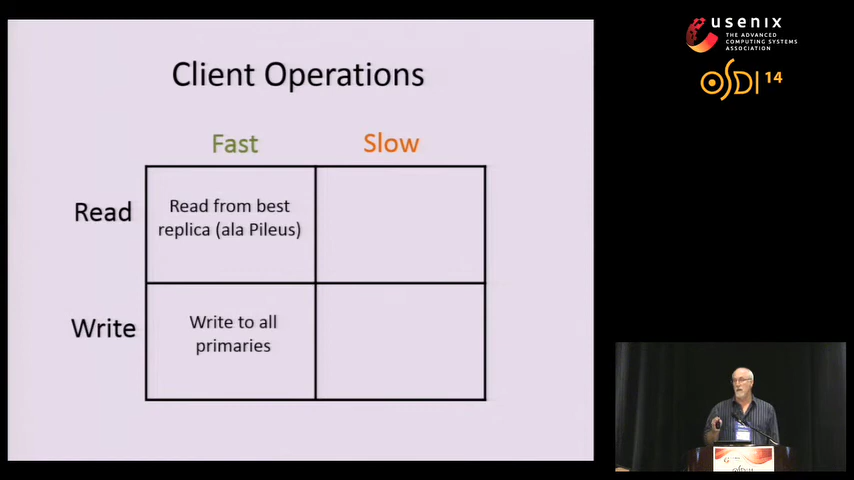 Client Operations
Fast Slow
Read
Read from best
replica (ala Pileus)
Write
Write to all
primaries
usenix
THE ADVANCED
COMPUTING SYSTEMS
ASSOCIATION
OSDI 14